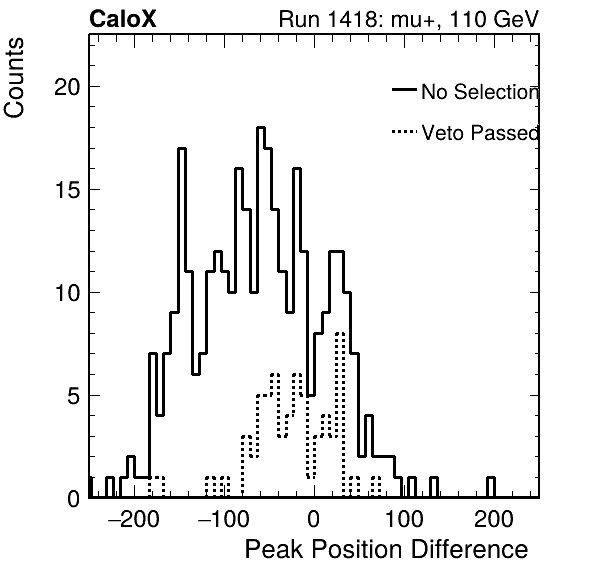 CaloX Run 1418: mu+, 110 GeV
Counts
No Selection
Veto Passed
20
15
10
5
0
−200 −100 0 100 200
Peak Position Difference